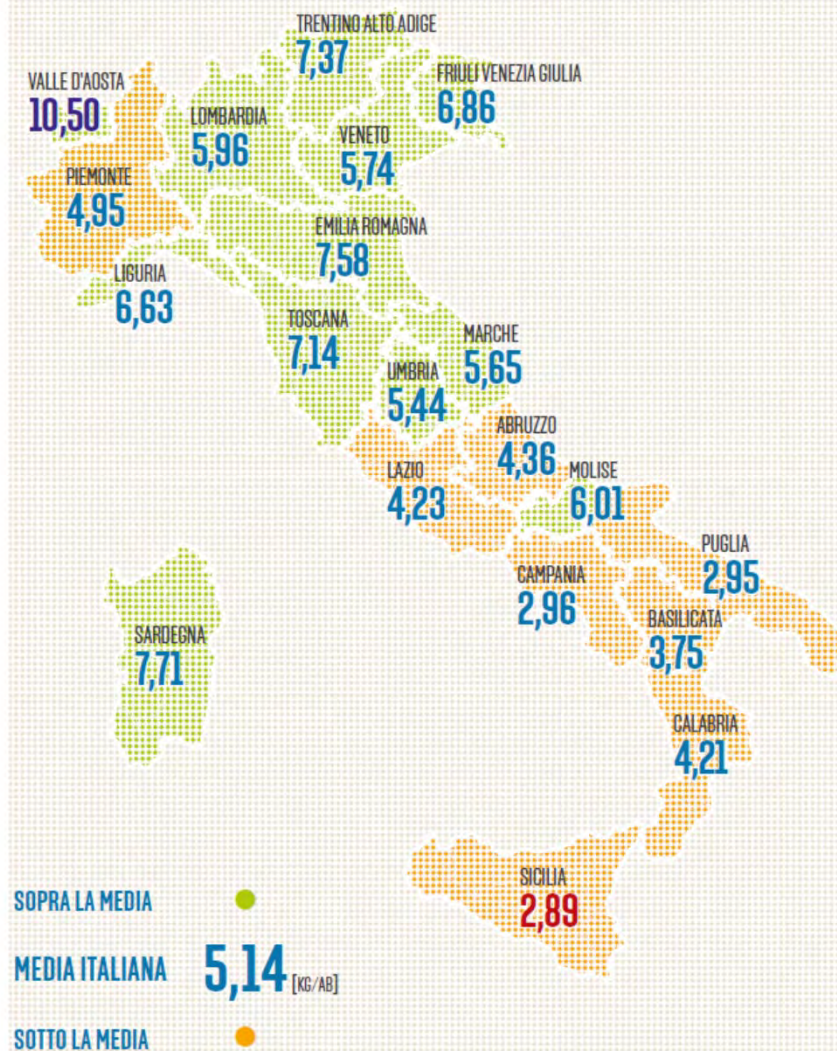 TRENTINO ALTO ADIGE
7,37
FRIULI VENEZIA GIULIA
6,86
VALLE D'AOSTA
10,50
LOMBARDIA
5,96
VENETO
5,74
PIEMONTE
4,95
EMILIA ROMAGNA
7,58
LIGURIA
6,63
TOSCANA
7,14
MARCHE
5,65
UMBRIA
5,44
ABRUZZO
4,36
LAZIO
4,23
MOLISE
6,01
PUGLIA
2,95
CAMPANIA
2,96
BASILICATA
3,75
SARDEGNA
7,71
CALABRIA
4,21
SICILIA
2,89
SOPRA LA MEDIA
MEDIA ITALIANA 5,14 [KG/AB]
SOTTO LA MEDIA